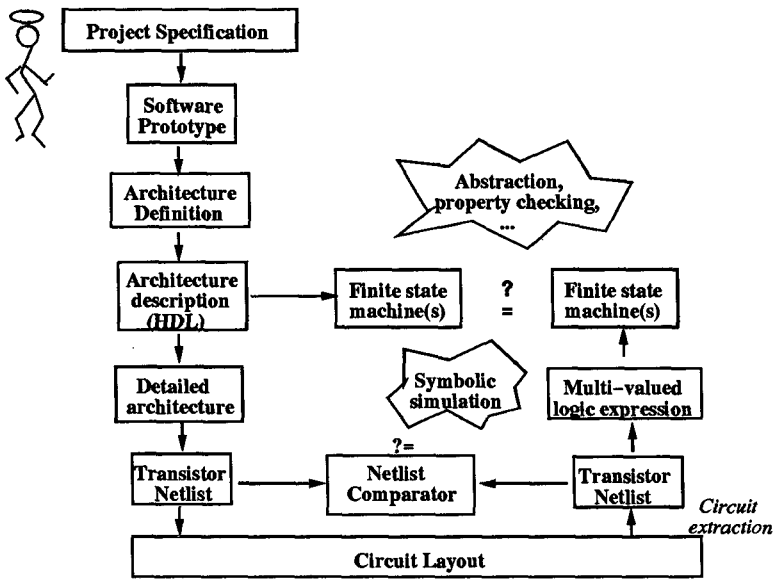 Project Specification
Software
Prototype
Architecture
Definition
Abstraction,
property checking,
...
Architecture
description
(HDL)
Finite state
machine(s)
?
=
Finite state
machine(s)
Detailed
architecture
Symbolic
simulation
Multi-valued
logic expression
?=
Transistor
Netlist
Netlist
Comparator
Transistor
Netlist
Circuit
extraction
Circuit Layout